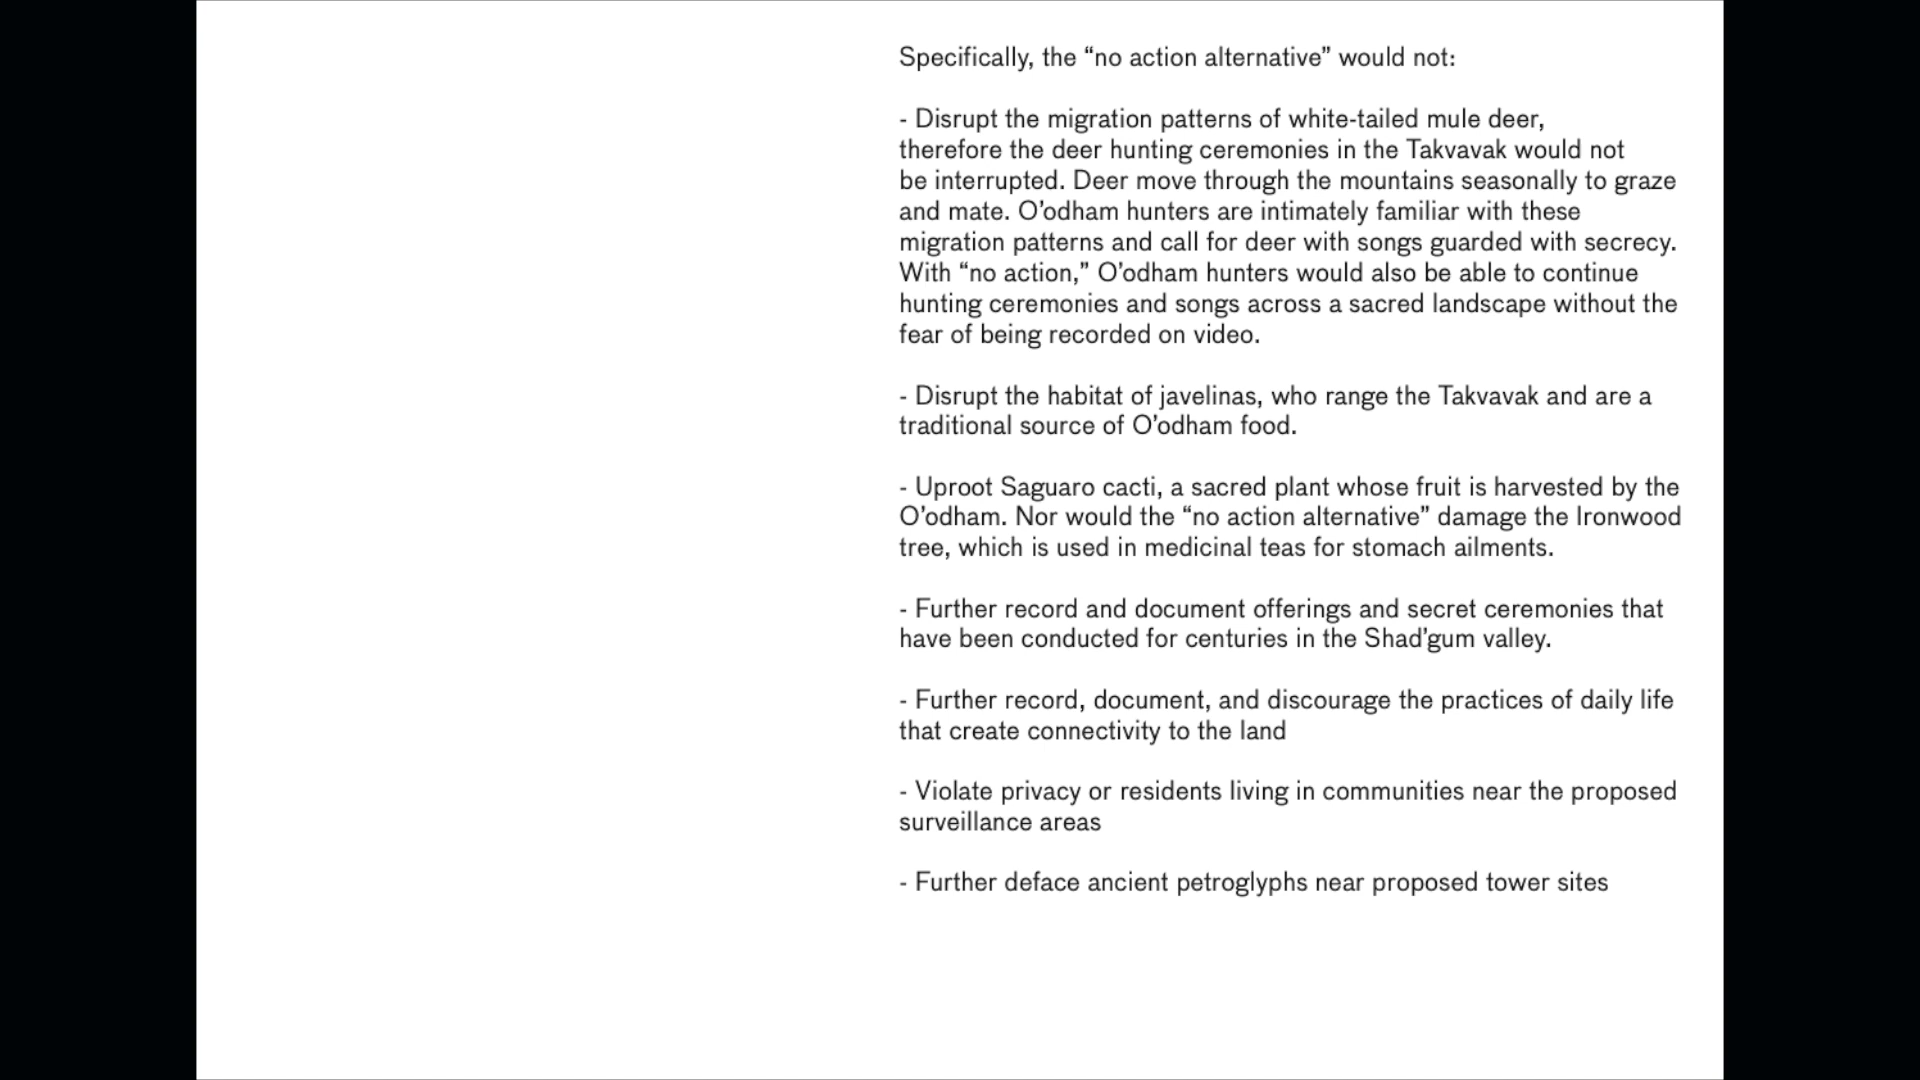 Specifically, the “no action alternative” would not:
- Disrupt the migration patterns of white-tailed mule deer,
therefore the deer hunting ceremonies in the Takvavak would not
be interrupted. Deer move through the mountains seasonally to graze
and mate. O’odham hunters are intimately familiar with these
migration patterns and call for deer with songs guarded with secrecy.
With “no action,” O’odham hunters would also be able to continue
hunting ceremonies and songs across a sacred landscape without the
fear of being recorded on video.
- Disrupt the habitat of javelinas, who range the Takvavak and are a
traditional source of O’odham food.
- Uproot Saguaro cacti, a sacred plant whose fruit is harvested by the
O’odham. Nor would the “no action alternative” damage the Ironwood
tree, which is used in medicinal teas for stomach ailments.
- Further record and document offerings and secret ceremonies that
have been conducted for centuries in the Shad’gum valley.
- Further record, document, and discourage the practices of daily life
that create connectivity to the land
- Violate privacy or residents living in communities near the proposed
surveillance areas
- Further deface ancient petroglyphs near proposed tower sites